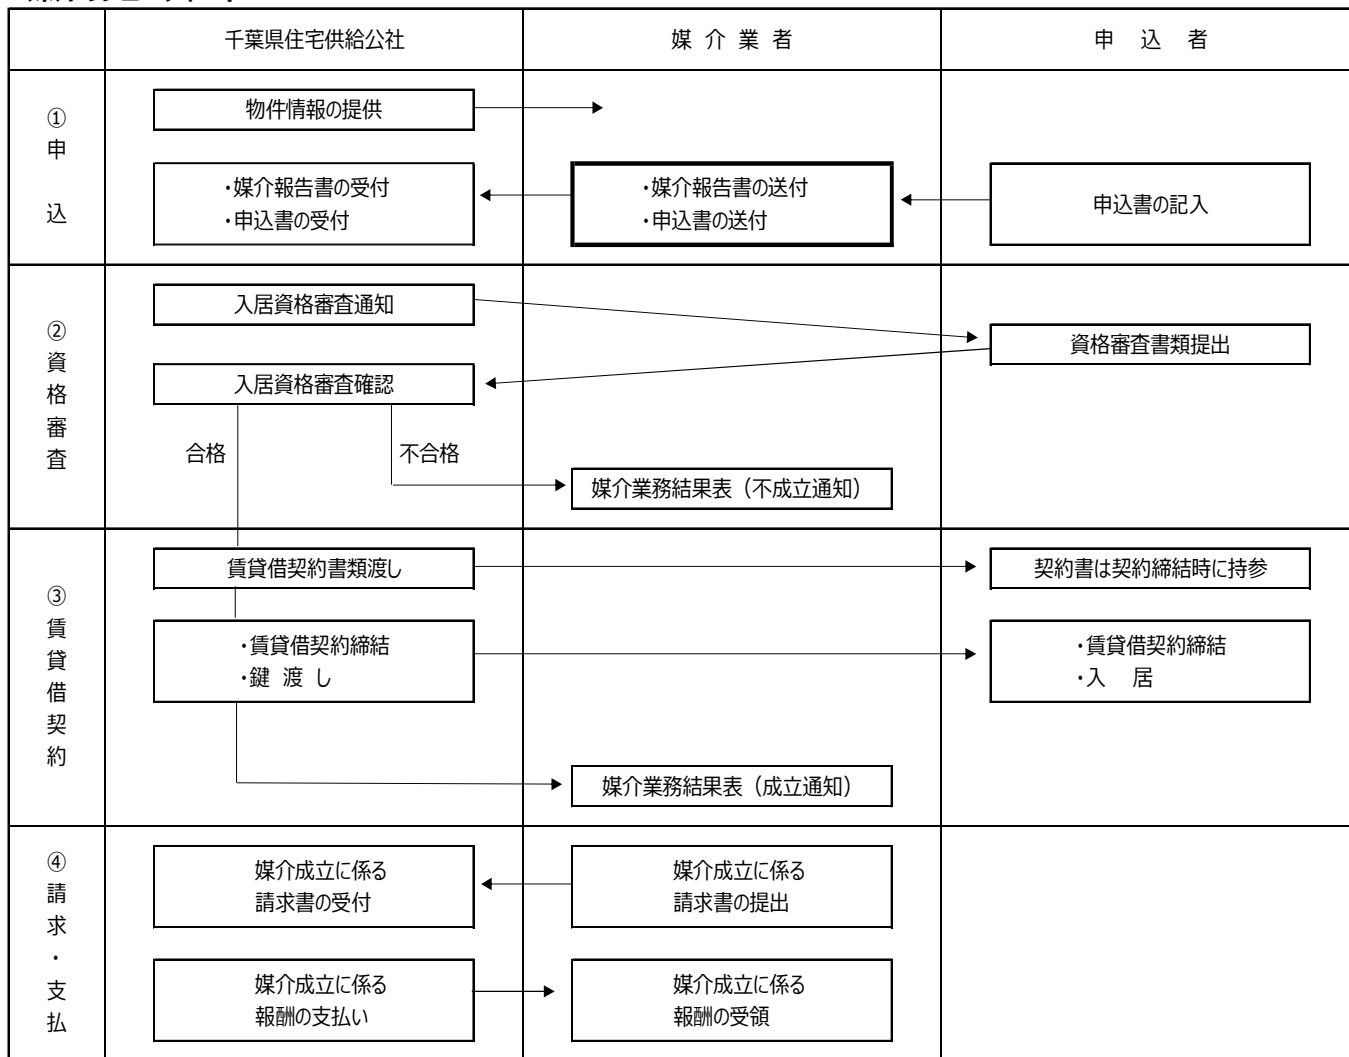 千葉県住宅供給公社
媒介業者
申込者
①申込
物件情報の提供
・媒介報告書の受付
・申込書の受付
・媒介報告書の送付
・申込書の送付
申込書の記入
②資格審査
入居資格審査通知
資格審査書類提出
入居資格審査確認
合格
不合格
媒介業務結果表（不成立通知）
③賃貸借契約
賃貸借契約書類渡し
契約書は契約締結時に持参
・賃貸借契約締結
・鍵渡し
・賃貸借契約締結
・入居
媒介業務結果表（成立通知）
④請求・支払
媒介成立に係る
請求書の受付
媒介成立に係る
請求書の提出
媒介成立に係る
報酬の支払い
媒介成立に係る
報酬の受領